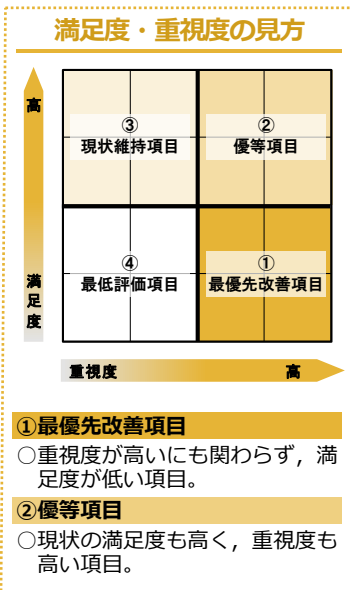 満足度・重視度の見方
高
③
現状維持項目
②
優等項目
④
最低評価項目
①
最優先改善項目
満足度
重視度
高
①最優先改善項目
○重視度が高いにも関わらず，満
足度が低い項目。
②優等項目
○現状の満足度も高く，重視度も
高い項目。